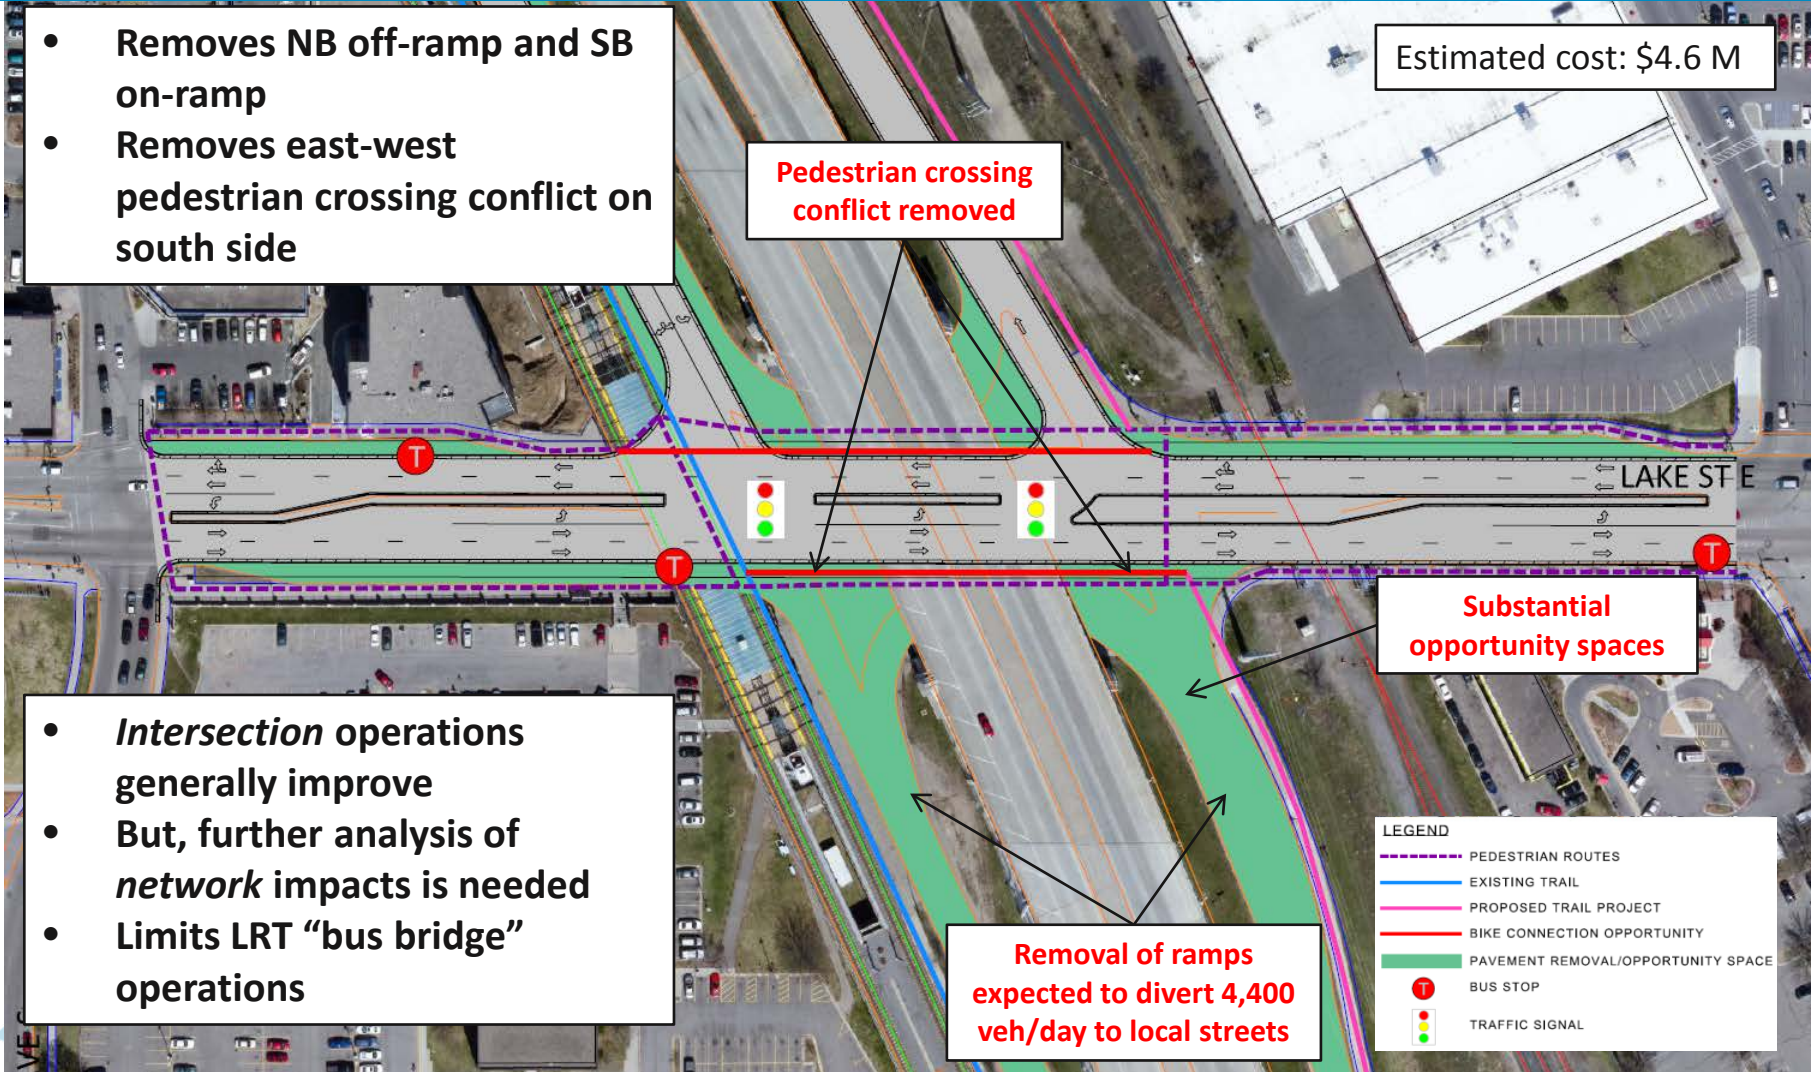 • Removes NB off-ramp and SB
on-ramp
• Removes east-west
pedestrian crossing conflict on
south side
Estimated cost: $4.6 M
Pedestrian crossing
conflict removed
T
LAKE ST E
T
T
Substantial
opportunity spaces
• Intersection operations
generally improve
• But, further analysis of
network impacts is needed
• Limits LRT “bus bridge”
operations
Removal of ramps
expected to divert 4,400
veh/day to local streets
LEGEND
PEDESTRIAN ROUTES
EXISTING TRAIL
PROPOSED TRAIL PROJECT
BIKE CONNECTION OPPORTUNITY
PAVEMENT REMOVAL/OPPORTUNITY SPACE
T BUS STOP
TRAFFIC SIGNAL